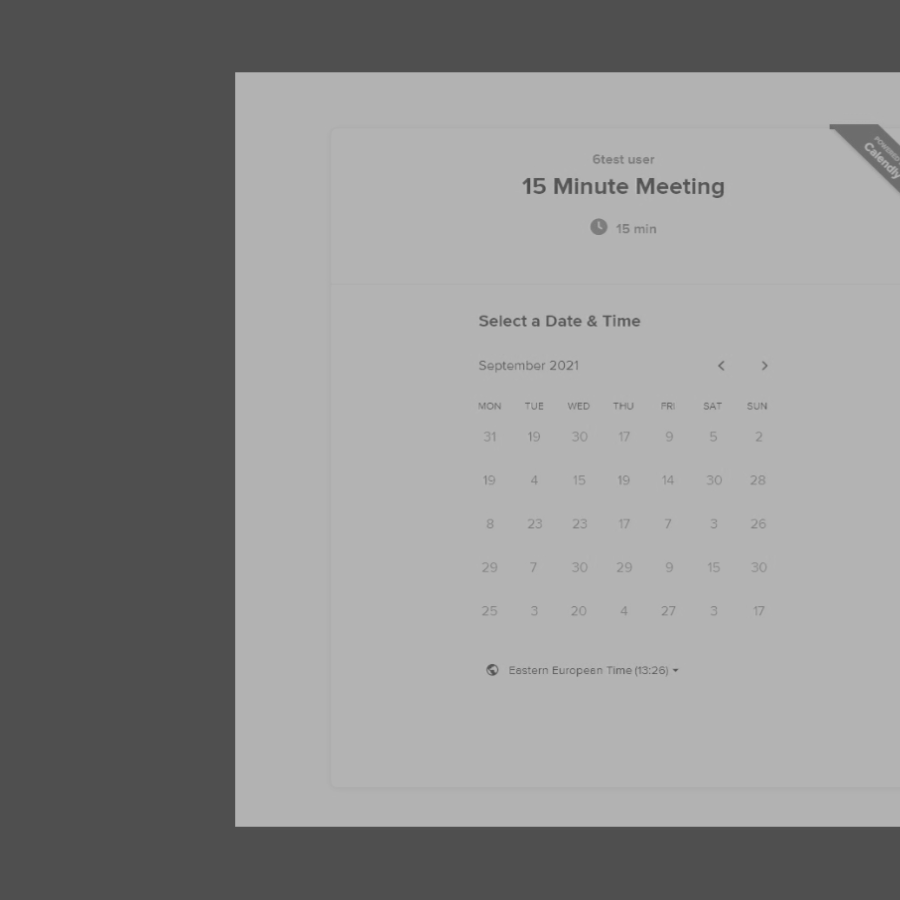 POWERED
Calendly
6test user
15 Minute Meeting
15 min
Select a Date & Time
September 2021
MON TUE WED THU FRI SAT SUN
31 19 30 17 9 5 2
19 4 15 19 14 30 28
8 23 23 17 7 3 26
29 7 30 29 9 15 30
25 3 20 4 27 3 17
Eastern European Time (13:26)